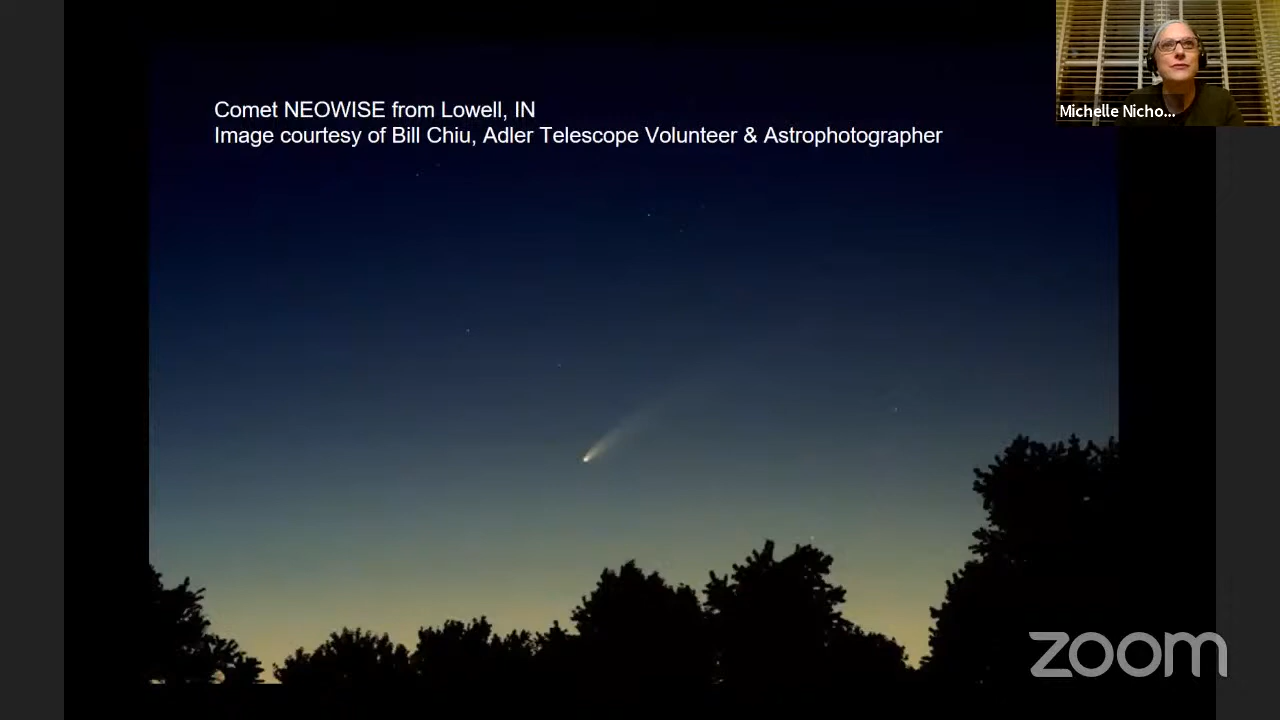 Comet NEOWISE from Lowell, IN
Image courtesy of Bill Chiu, Adler Telescope Volunteer & Astrophotographer
Michelle Nicho...
zoom